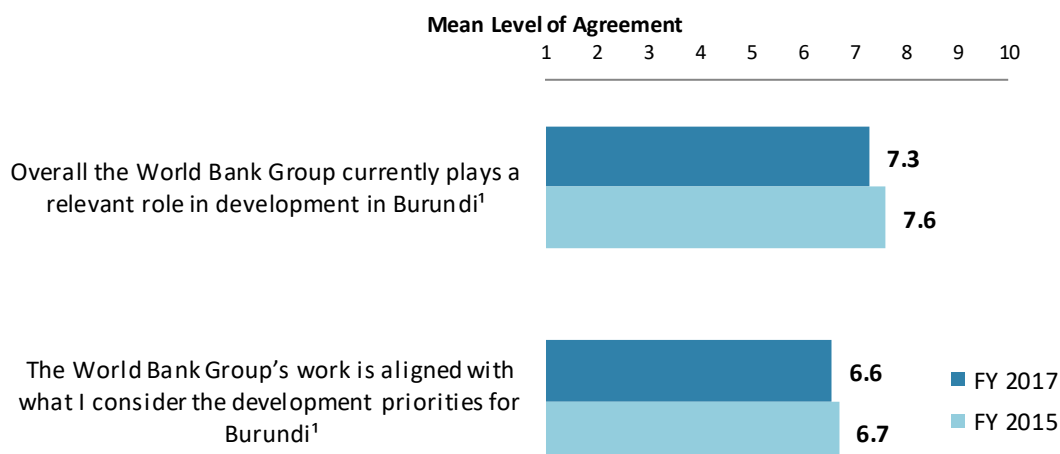 Mean Level of Agreement
1 2 3 4 5 6 7 8 9 10
Overall the World Bank Group currently plays a
relevant role in development in Burundi¹
7.3
7.6
The World Bank Group’s work is aligned with
what I consider the development priorities for
Burundi¹
6.6
6.7
FY 2017
FY 2015